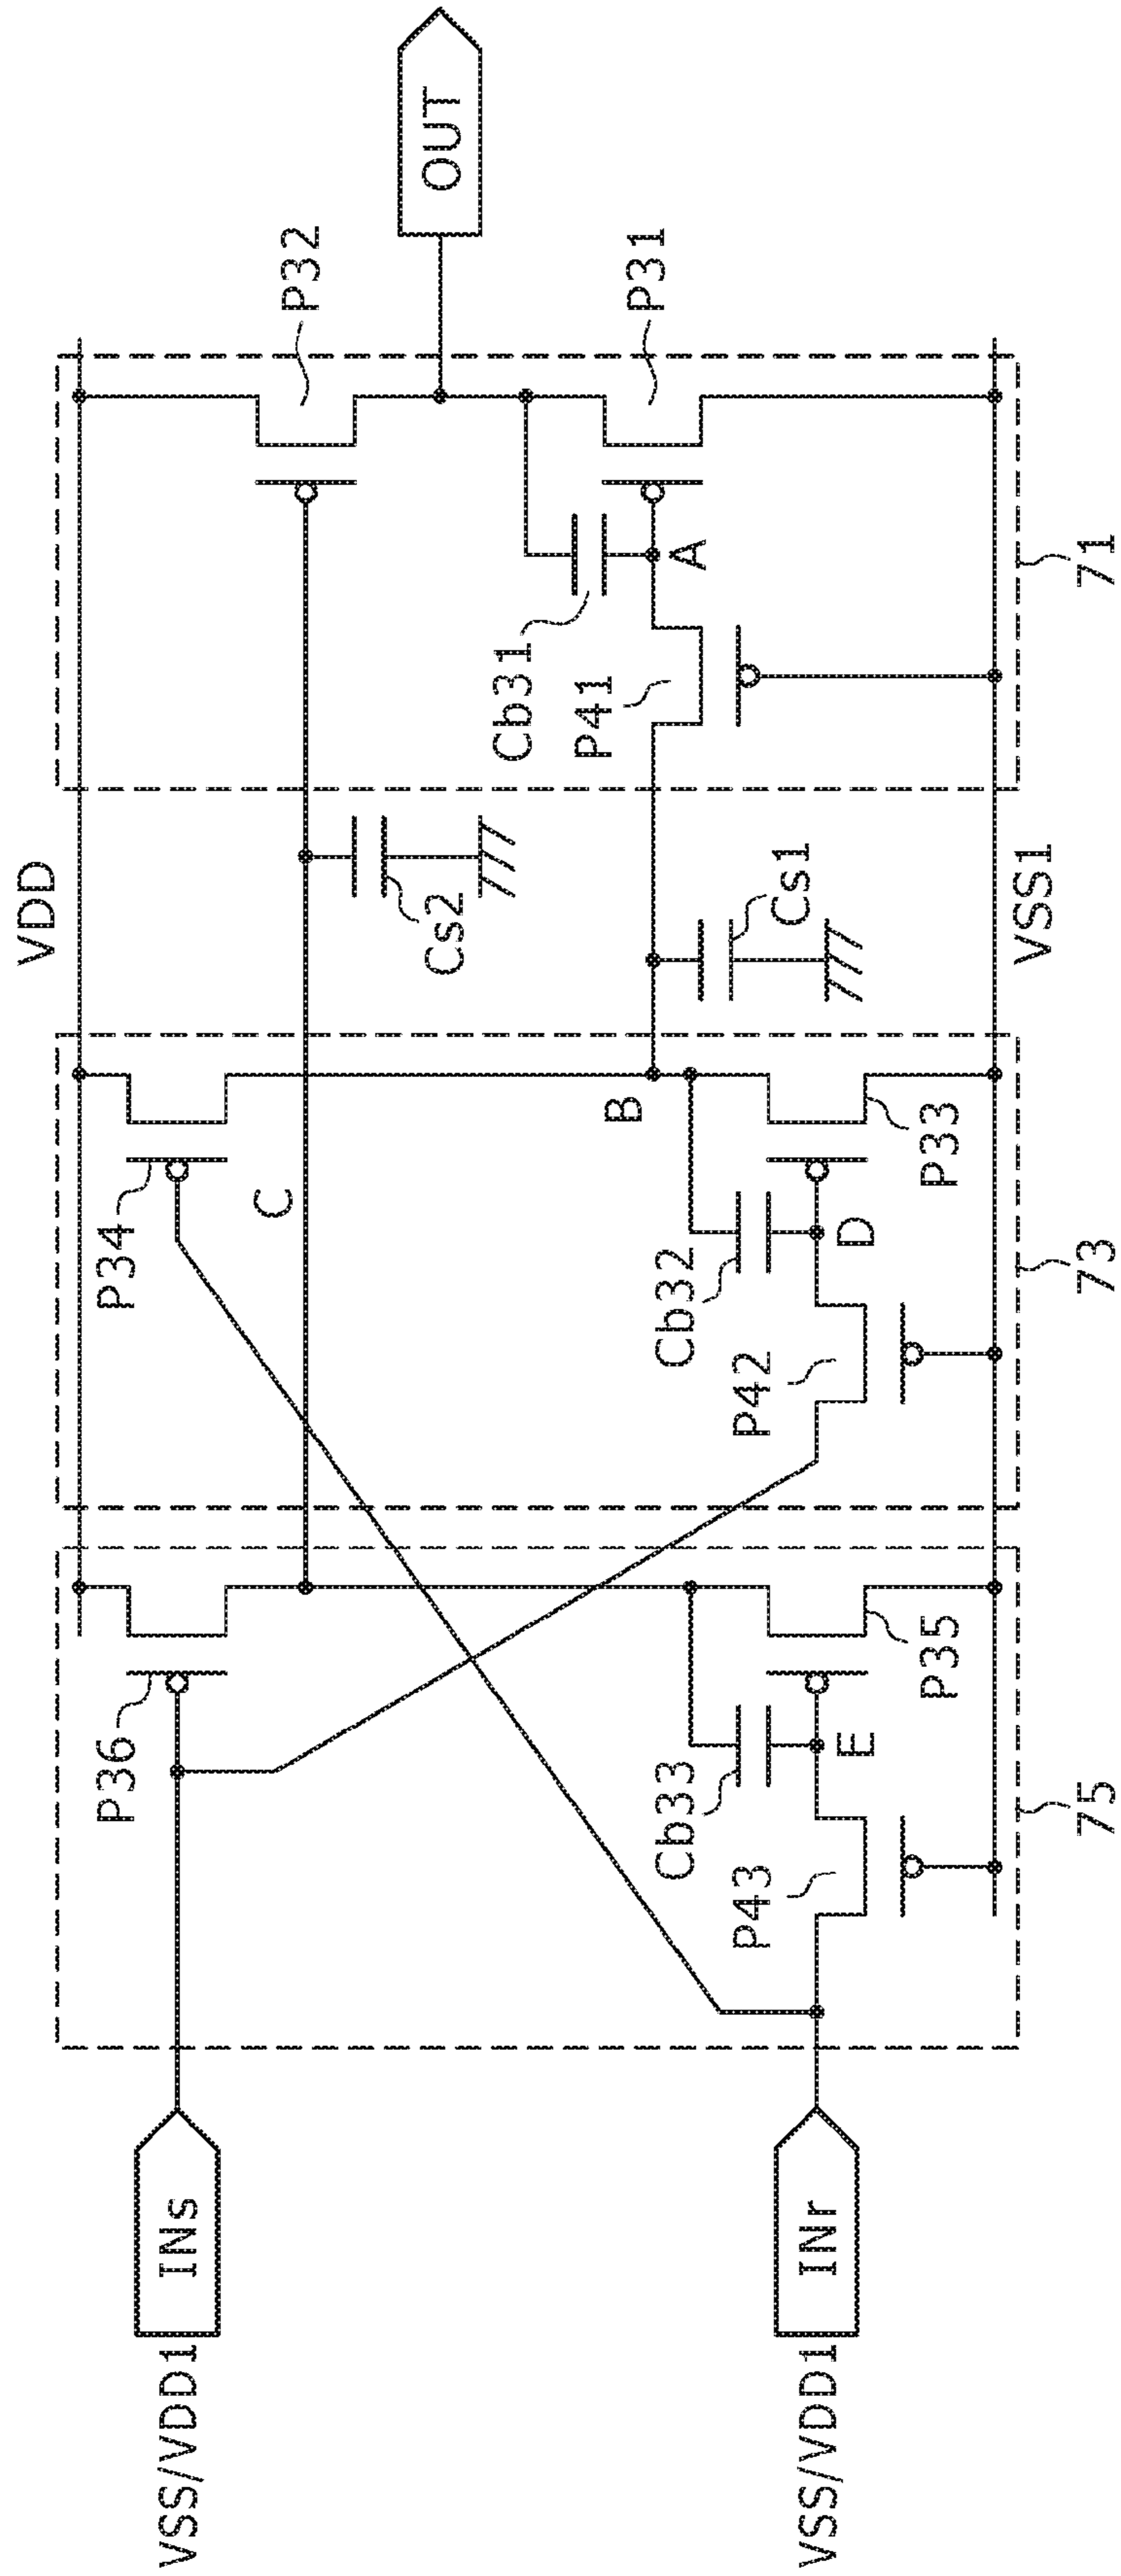 VDD
P36
P34
P32
C
Cs2
OUT
INs
VSS/VDD1
B
Cb33
Cb32
Cb31
P43
P42
P41
E
D
A
P35
P33
P31
Cs1
INr
VSS/VDD1
VSS1
75
73
71